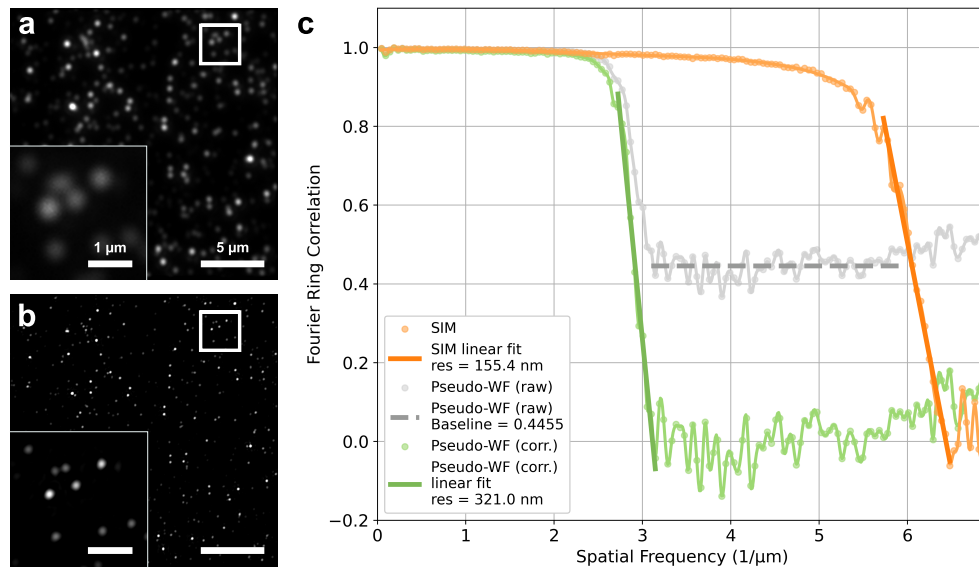 a
1 µm
5 µm
b
c
Fourier Ring Correlation
1.0
0.8
0.6
0.4
0.2
0.0
−0.2
SIM
SIM linear fit
res = 155.4 nm
Pseudo-WF (raw)
Pseudo-WF (raw)
Baseline = 0.4455
Pseudo-WF (corr.)
Pseudo-WF (corr.)
linear fit
res = 321.0 nm
0 1 2 3 4 5 6
Spatial Frequency (1/µm)